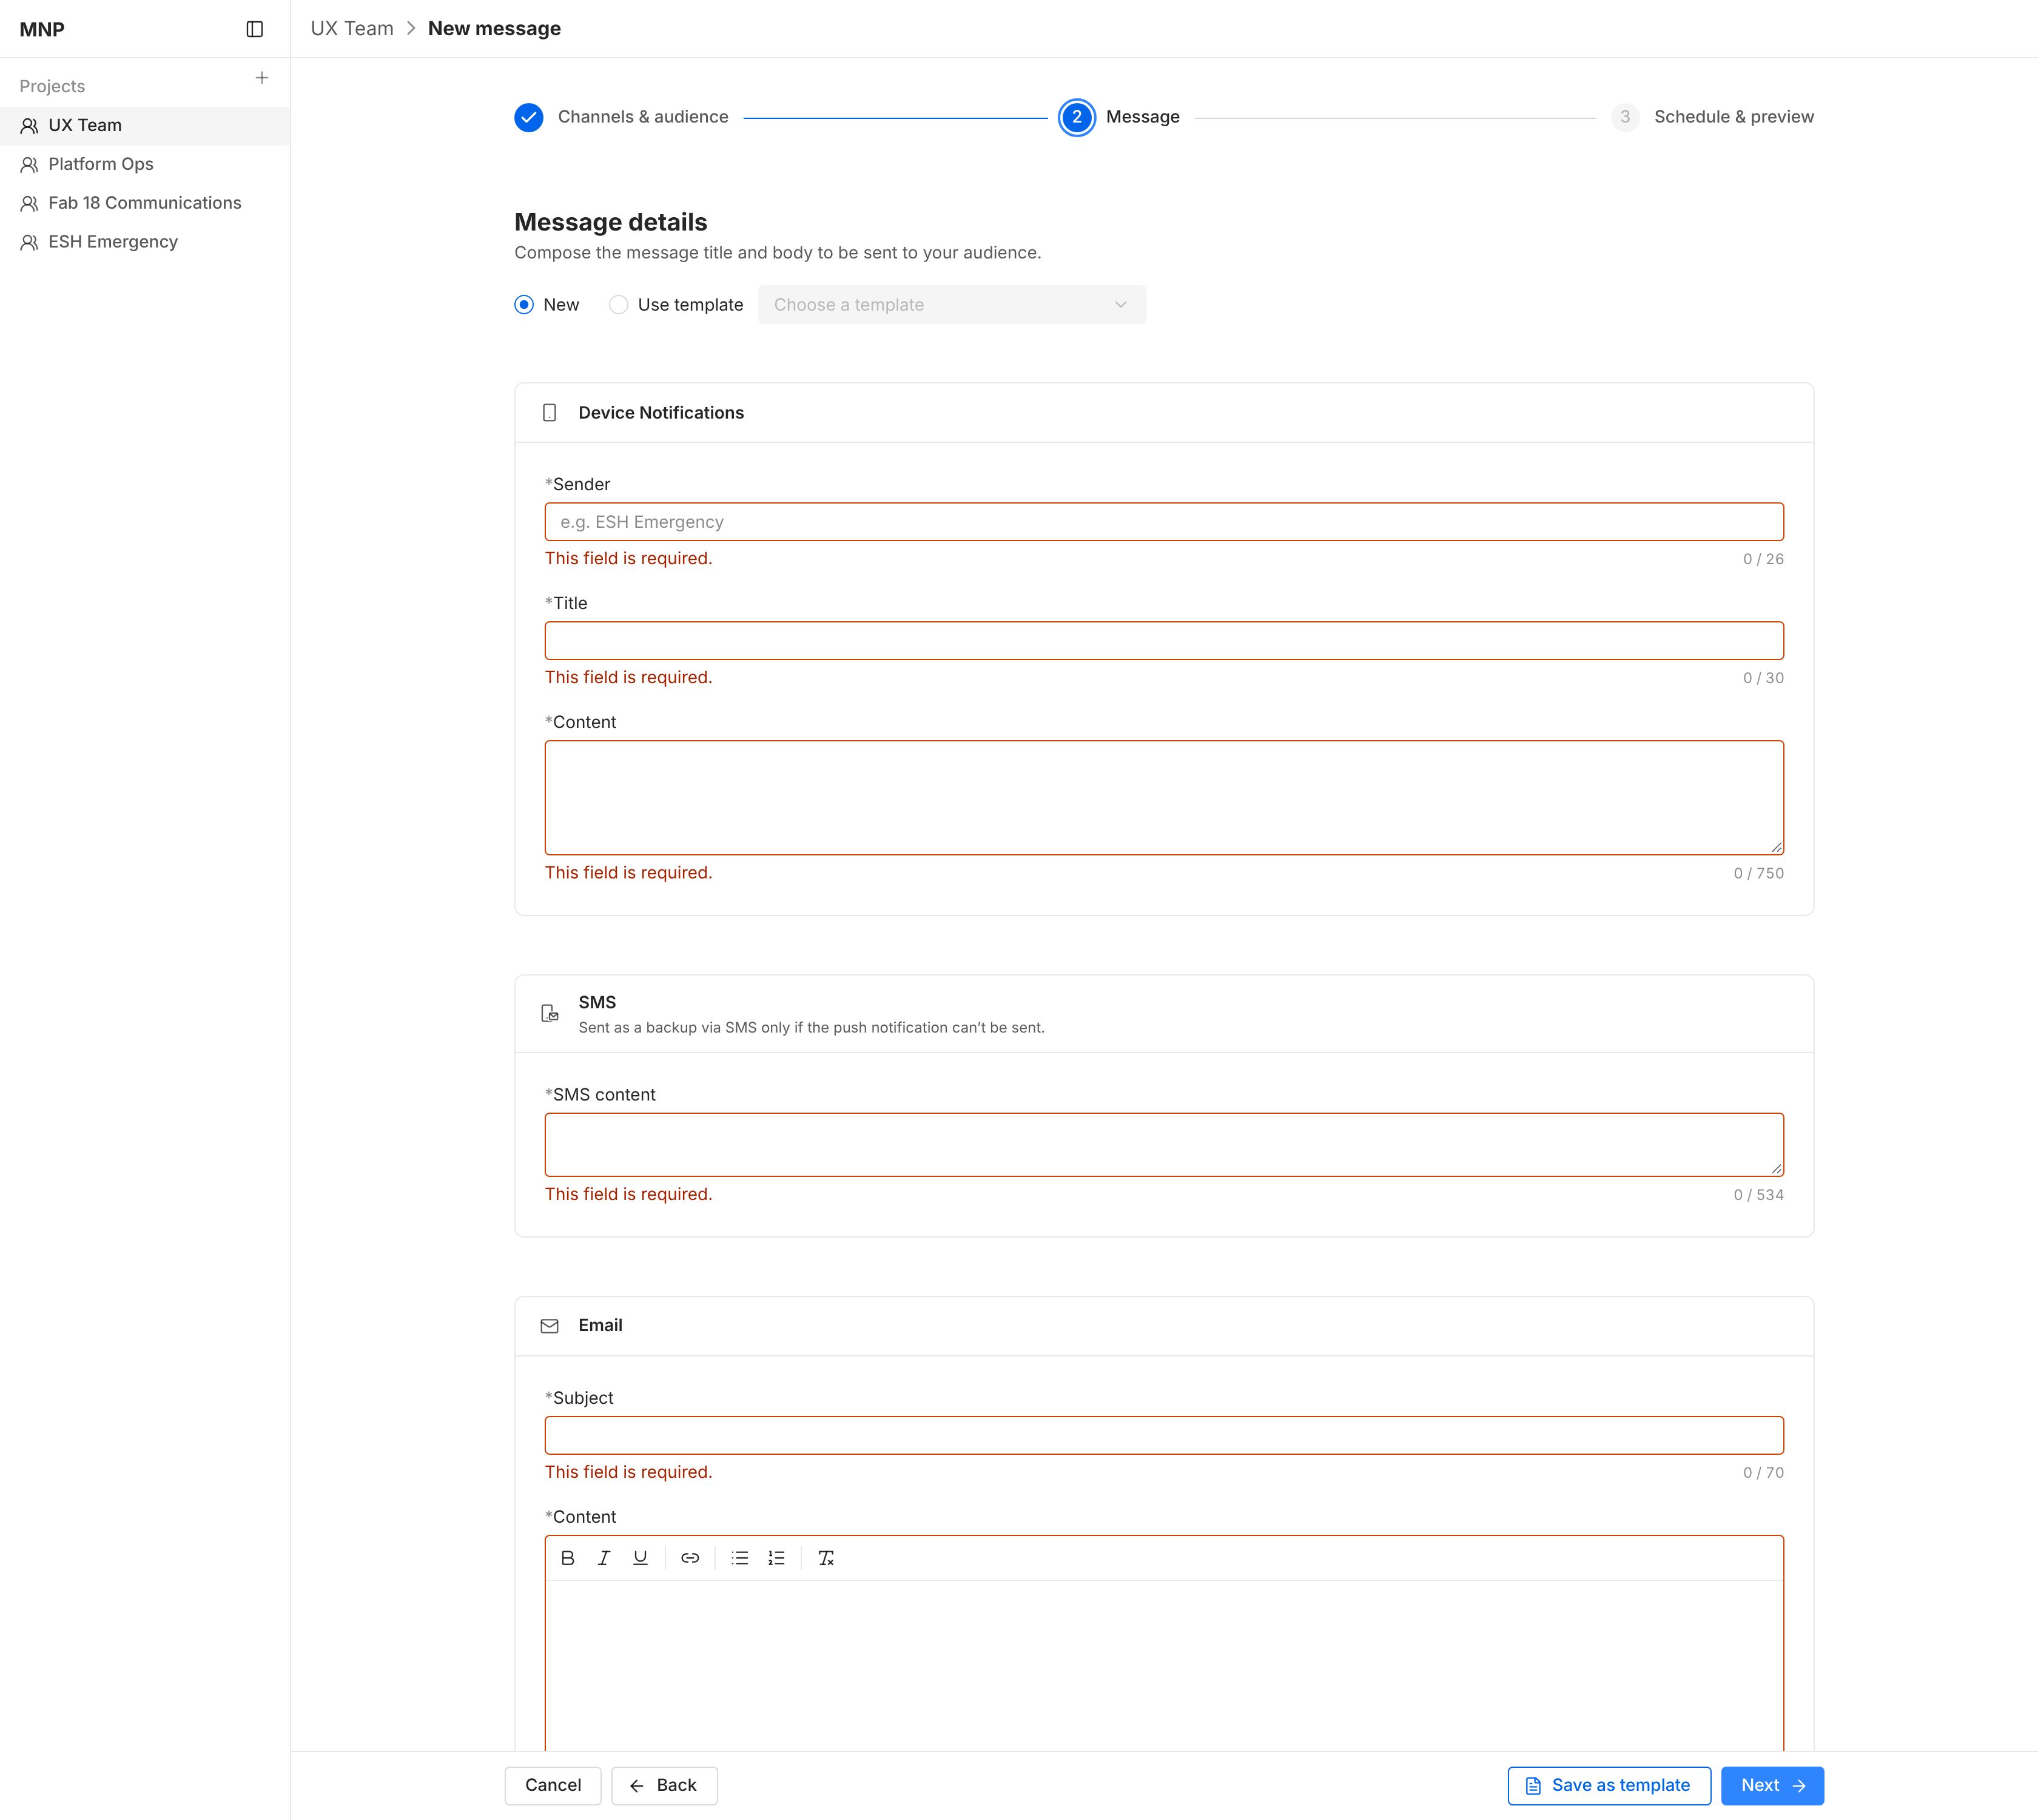 MNP
UX Team > New message
Projects
UX Team
Platform Ops
Fab 18 Communications
ESH Emergency
Channels & audience
2 Message
3 Schedule & preview
Message details
Compose the message title and body to be sent to your audience.
New
Use template
Choose a template
Device Notifications
*Sender
e.g. ESH Emergency
This field is required.
0 / 26
*Title
This field is required.
0 / 30
*Content
This field is required.
0 / 750
SMS
Sent as a backup via SMS only if the push notification can’t be sent.
*SMS content
This field is required.
0 / 534
Email
*Subject
This field is required.
0 / 70
*Content
Cancel
Back
Save as template
Next